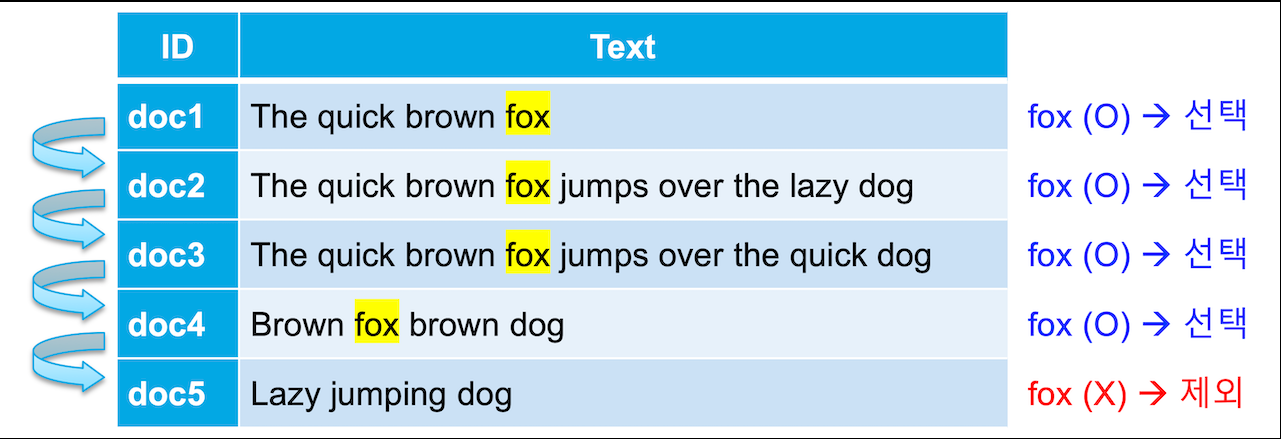 ID Text
doc1 The quick brown fox fox (O) → 선택
doc2 The quick brown fox jumps over the lazy dog fox (O) → 선택
doc3 The quick brown fox jumps over the quick dog fox (O) → 선택
doc4 Brown fox brown dog fox (O) → 선택
doc5 Lazy jumping dog fox (X) → 제외